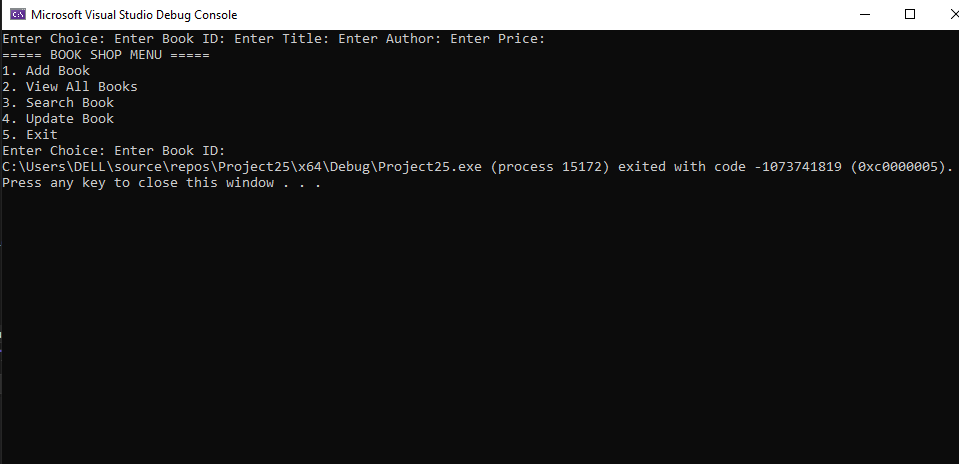 Microsoft Visual Studio Debug Console
Enter Choice: Enter Book ID: Enter Title: Enter Author: Enter Price:
===== BOOK SHOP MENU =====
1. Add Book
2. View All Books
3. Search Book
4. Update Book
5. Exit
Enter Choice: Enter Book ID:
C:\Users\DELL\source\repos\Project25\x64\Debug\Project25.exe (process 15172) exited with code -1073741819 (0xc0000005).
Press any key to close this window . . .